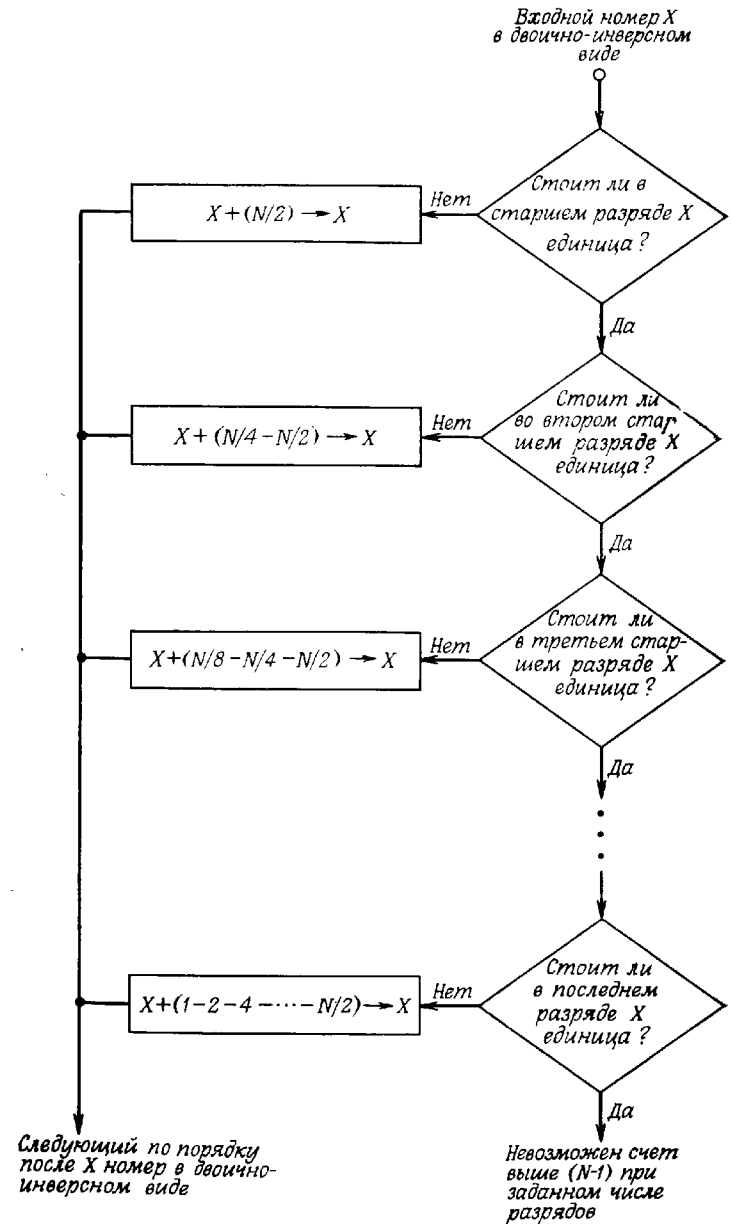 Входной номер X
в двоично-инверсном
виде
Стоит ли в
старшем разряде X
единица?
Нет
X + (N/2) → X
Да
Стоит ли
во втором стар
шем разряде X
единица?
Нет
X + (N/4 – N/2) → X
Да
Стоит ли
в третьем стар-
шем разряде X
единица?
Нет
X+(N/8 – N/4 – N/2) → X
Да
Стоит ли
в последнем
разряде X
единица?
Нет
X+(1–2–4 –···– N/2)→X
Да
Следующий по порядку
после X номер в двоично-
инверсном виде
Невозможен счет
выше (N-1) при
заданном числе
разрядов